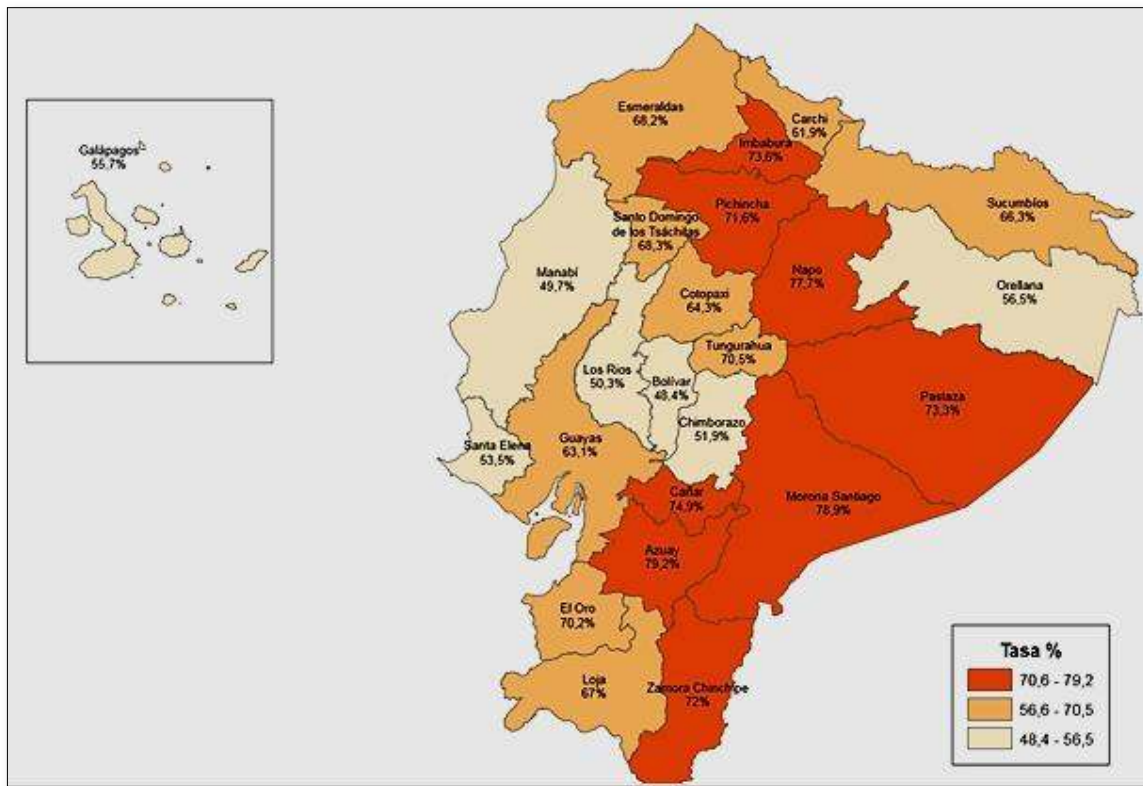 Esmeraldas
68,2%
Carchi
61,9%
Imbabura
73,6%
Galápagos
55,7%
Pichincha
71,6%
Sucumbíos
66,3%
Santo Domingo
de los Tsáchilas
68,3%
Manabí
49,7%
Napo
77,7%
Orellana
56,5%
Cotopaxi
64,3%
Tungurahua
70,5%
Los Rios
50,3%
Bolívar
48,4%
Pastaza
73,3%
Chimborazo
51,9%
Santa Elena
53,5%
Guayas
63,1%
Cañar
74,9%
Morona Santiago
78,9%
Azuay
79,2%
El Oro
70,2%
Loja
67%
Zamora Chinchipe
72%
Tasa %
70,6 - 79,2
56,6 - 70,5
48,4 - 56,5